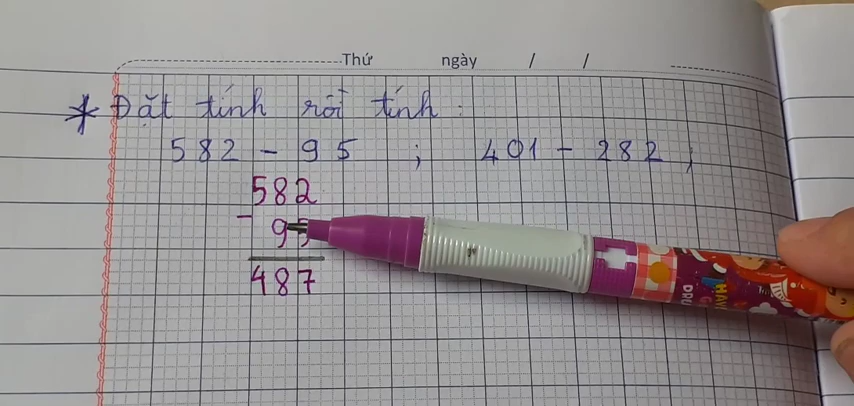 Thứ ngày / /
* Đặt tính rồi tính :
582 - 95 ; 401 - 282 ;
582
- 95
487